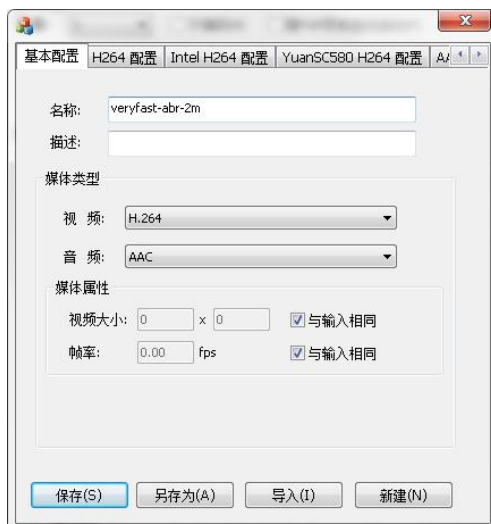 基本配置 H264 配置 Intel H264 配置 YuanSC580 H264 配置
名称: veryfast-abr-2m
描述:
媒体类型
视 频: H.264
音 频: AAC
媒体属性
视频大小: 0 x 0 与输入相同
帧率: 0.00 fps 与输入相同
保存(S) 另存为(A) 导入(I) 新建(N)